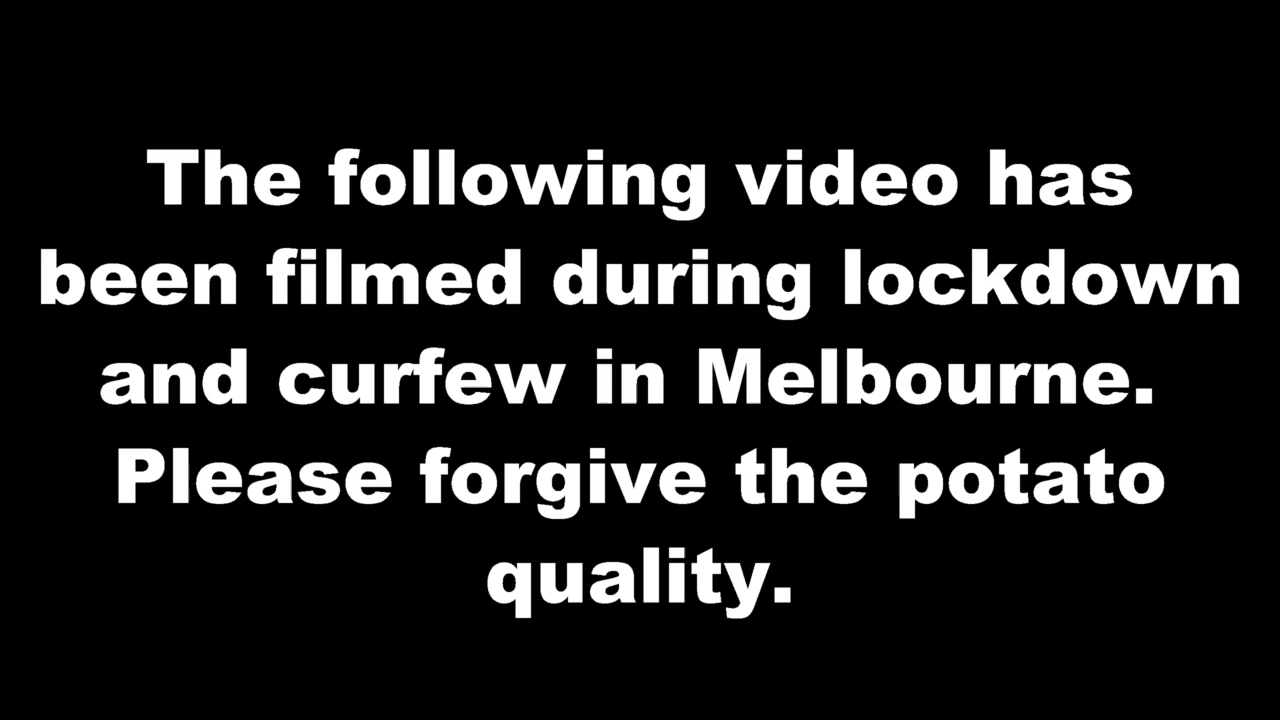 The following video has
been filmed during lockdown
and curfew in Melbourne.
Please forgive the potato
quality.